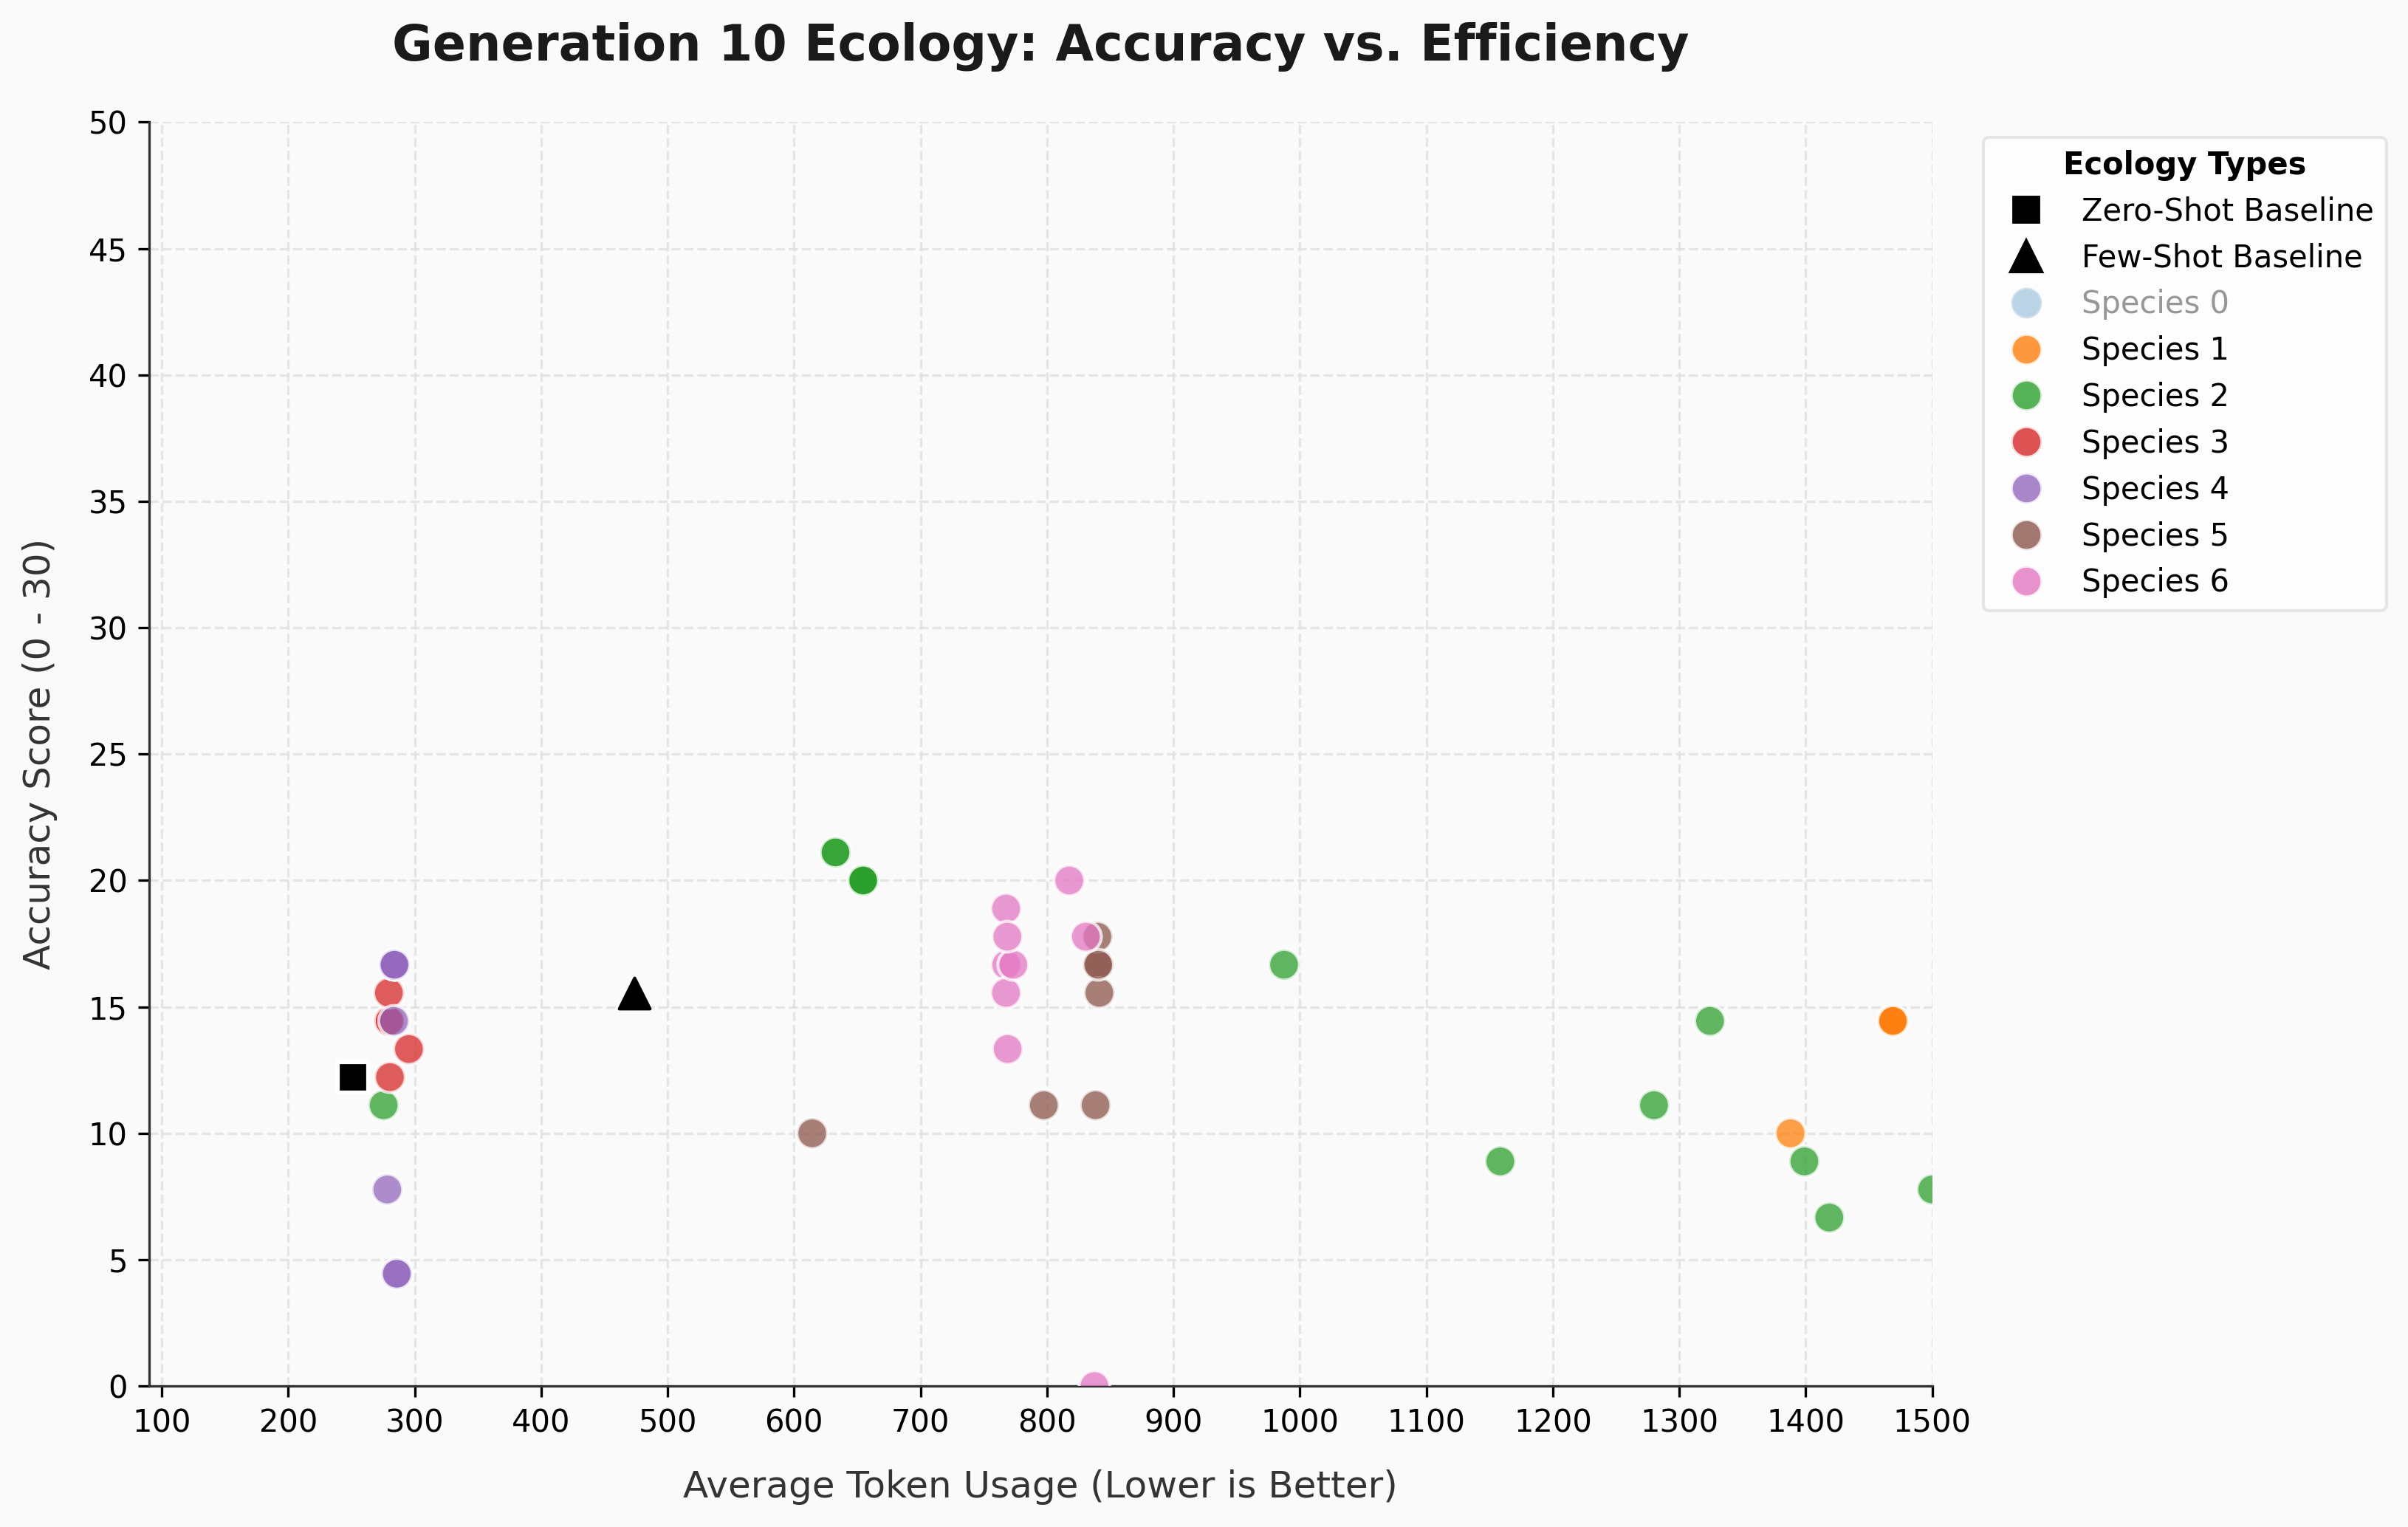 Generation 10 Ecology: Accuracy vs. Efficiency
50
45
40
35
30
25
20
15
10
5
0
Accuracy Score (0 - 30)
100 200 300 400 500 600 700 800 900 1000 1100 1200 1300 1400 1500
Average Token Usage (Lower is Better)
Ecology Types
Zero-Shot Baseline
Few-Shot Baseline
Species 0
Species 1
Species 2
Species 3
Species 4
Species 5
Species 6